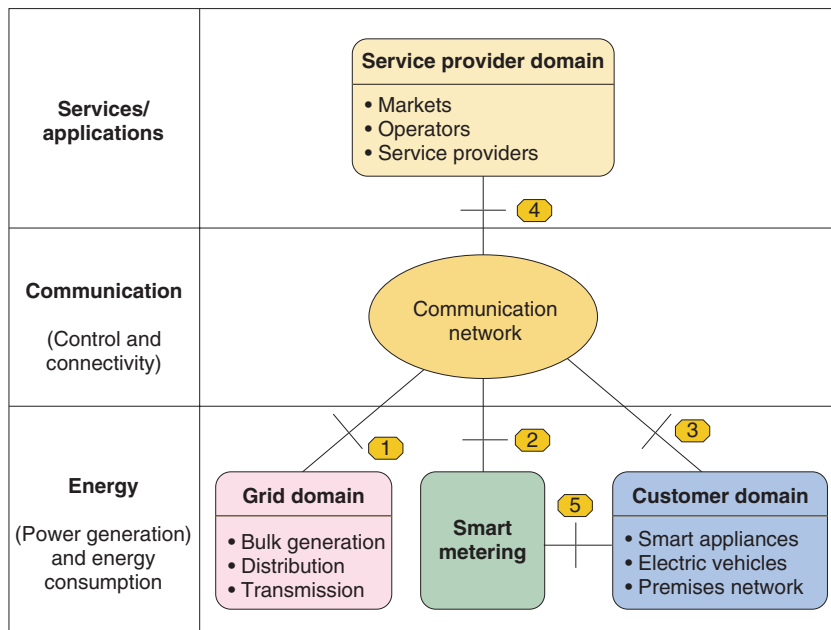 Services/
applications
Service provider domain
• Markets
• Operators
• Service providers
4
Communication
(Control and
connectivity)
Communication
network
1
2
3
Energy
(Power generation)
and energy
consumption
Grid domain
• Bulk generation
• Distribution
• Transmission
Smart
metering
5
Customer domain
• Smart appliances
• Electric vehicles
• Premises network